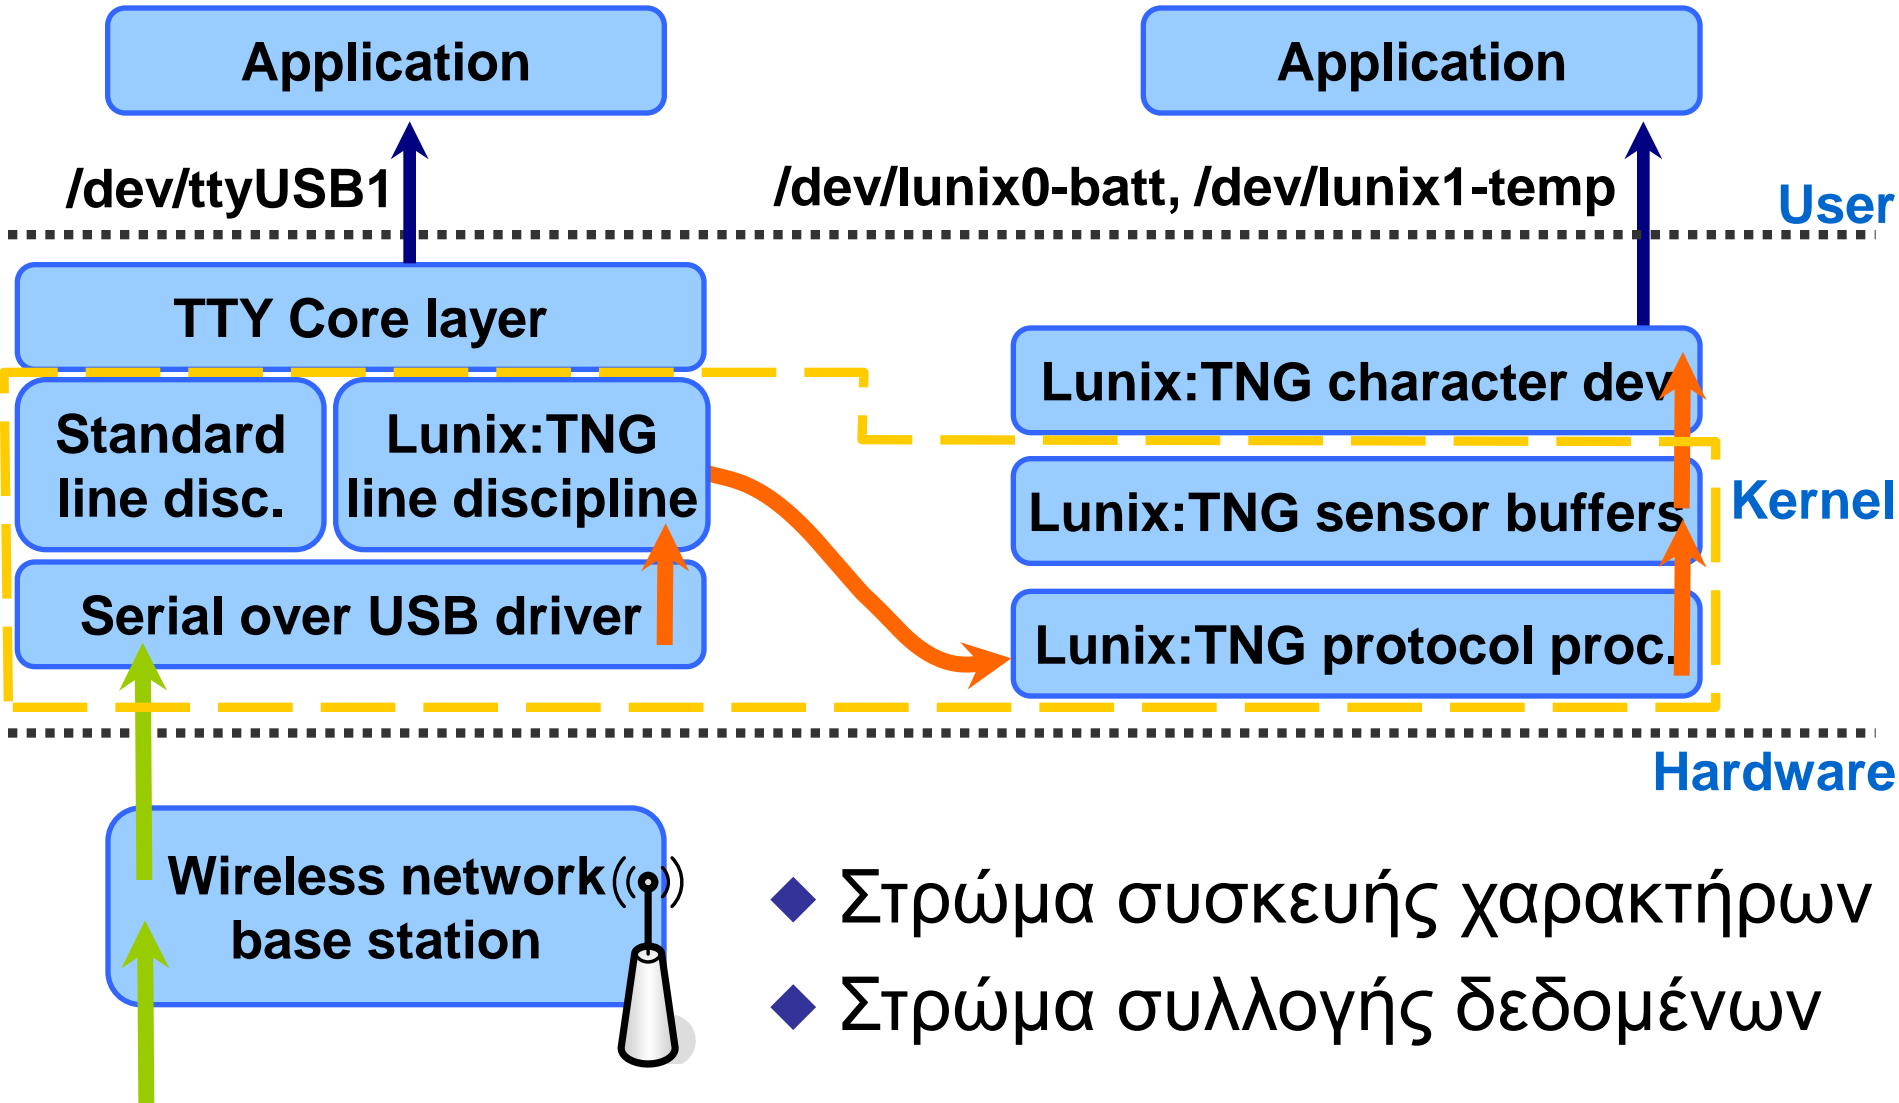 Application
Application
/dev/ttyUSB1
/dev/lunix0-batt, /dev/lunix1-temp
User
TTY Core layer
Standard
line disc.
Lunix:TNG
line discipline
Serial over USB driver
Lunix:TNG character dev
Lunix:TNG sensor buffers
Lunix:TNG protocol proc.
Kernel
Hardware
Wireless network
base station
Στρώμα συσκευής χαρακτήρων
Στρώμα συλλογής δεδομένων